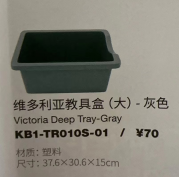 维多利亚教具盒（大）- 灰色
Victoria Deep Tray-Gray
KB1-TR010S-01 / ¥70
材质: 塑料
尺寸: 37.6×30.6×15cm